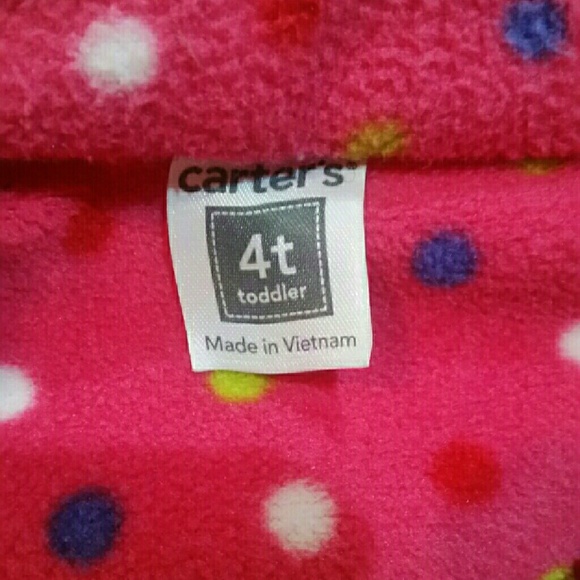 carter's
4t
toddler
Made in Vietnam